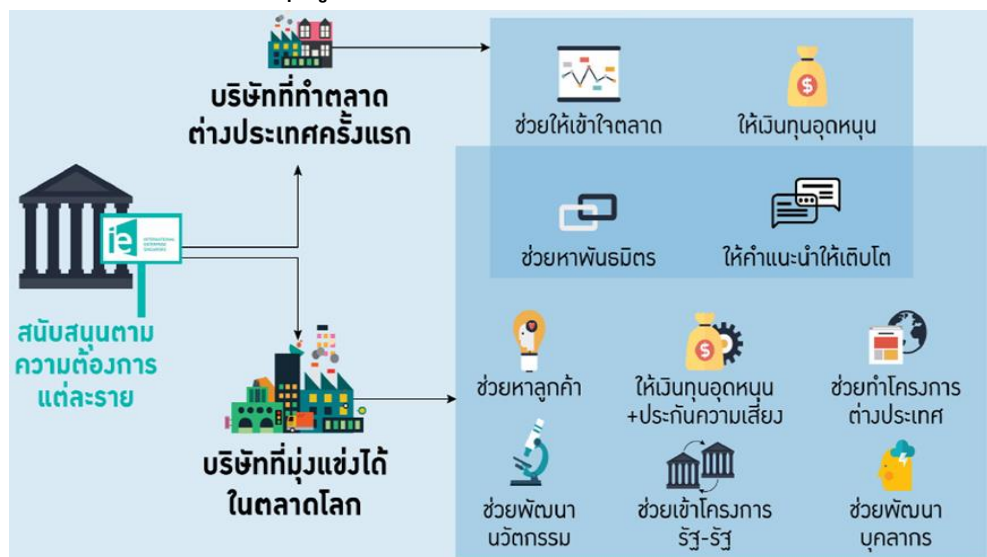 บริษัทที่ทำตลาด
ต่างประเทศครั้งแรก
ช่วยให้เข้าใจตลาด
ให้เงินทุนอุดหนุน
ช่วยหาพันธมิตร
ให้คำแนะนำให้เติบโต
ie
INTERNATIONAL
ENTERPRISE
SINGAPORE
สนับสนุนตาม
ความต้องการ
แต่ละราย
บริษัทที่มุ่งแข่งได้
ในตลาดโลก
ช่วยหาลูกค้า
ให้เงินทุนอุดหนุน
+ประกันความเสี่ยง
ช่วยทำโครงการ
ต่างประเทศ
ช่วยพัฒนา
นวัตกรรม
ช่วยเข้าโครงการ
รัฐ-รัฐ
ช่วยพัฒนา
บุคลากร